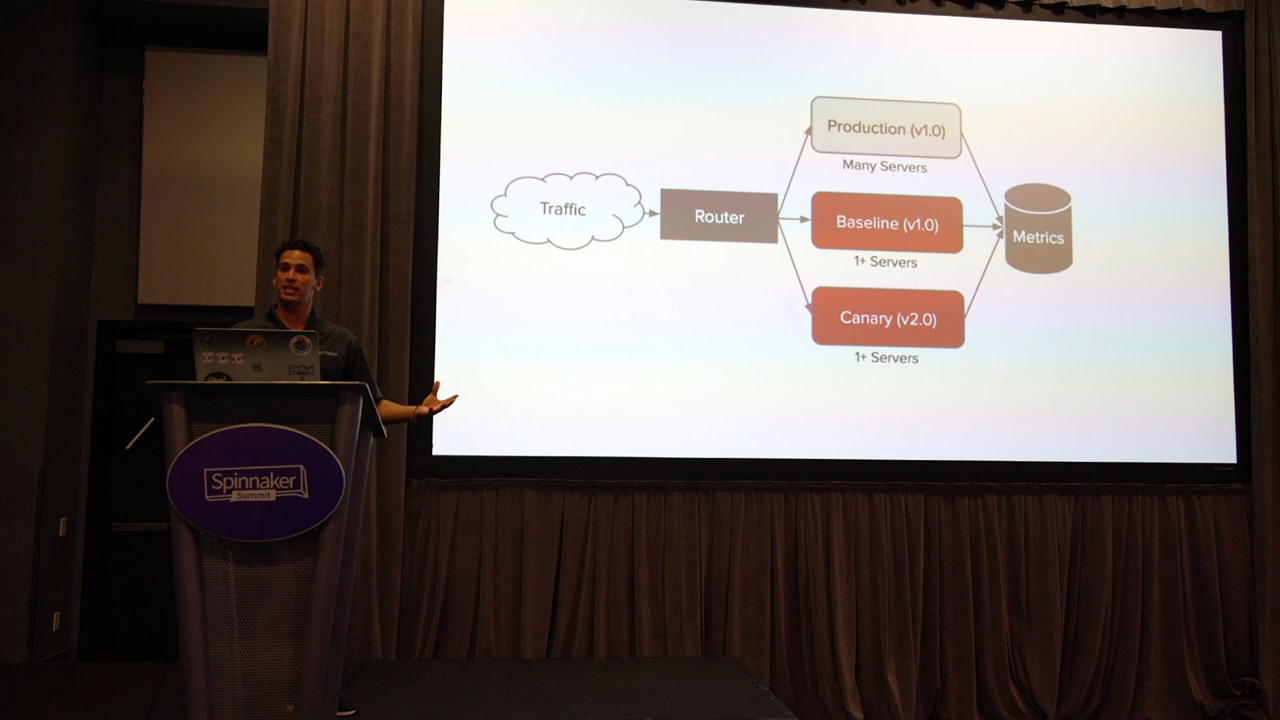 Production (v1.0)
Many Servers
Traffic
Router
Baseline (v1.0)
Metrics
1+ Servers
Canary (v2.0)
1+ Servers
Spinnaker
Summit